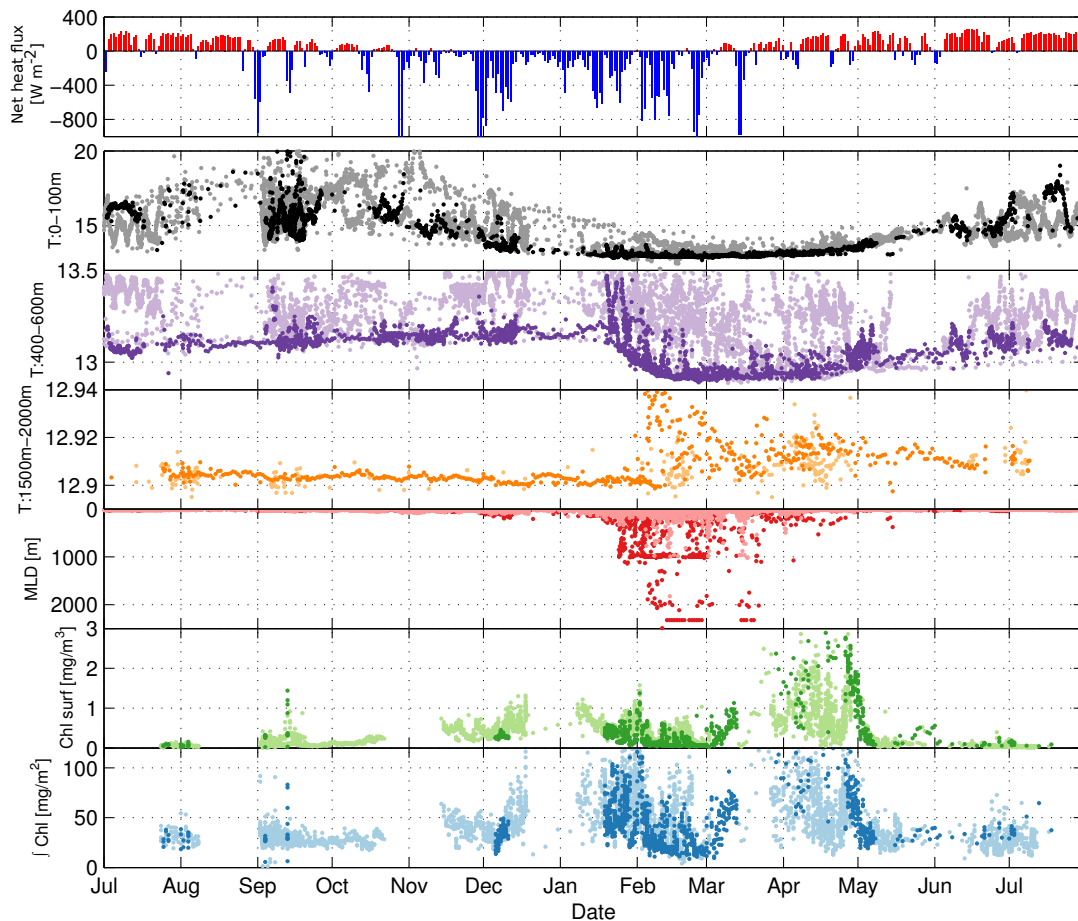 400
0
−400
−800
Net heat flux
[W m-2]
20
15
T:0−100m
13.5
13
T:400−600m
12.94
12.92
12.9
T:1500m−2000m
0
1000
2000
MLD [m]
3
2
1
0
Chl surf [mg/m³]
100
50
0
∫ Chl [mg/m²]
Jul Aug Sep Oct Nov Dec Jan Feb Mar Apr May Jun Jul
Date